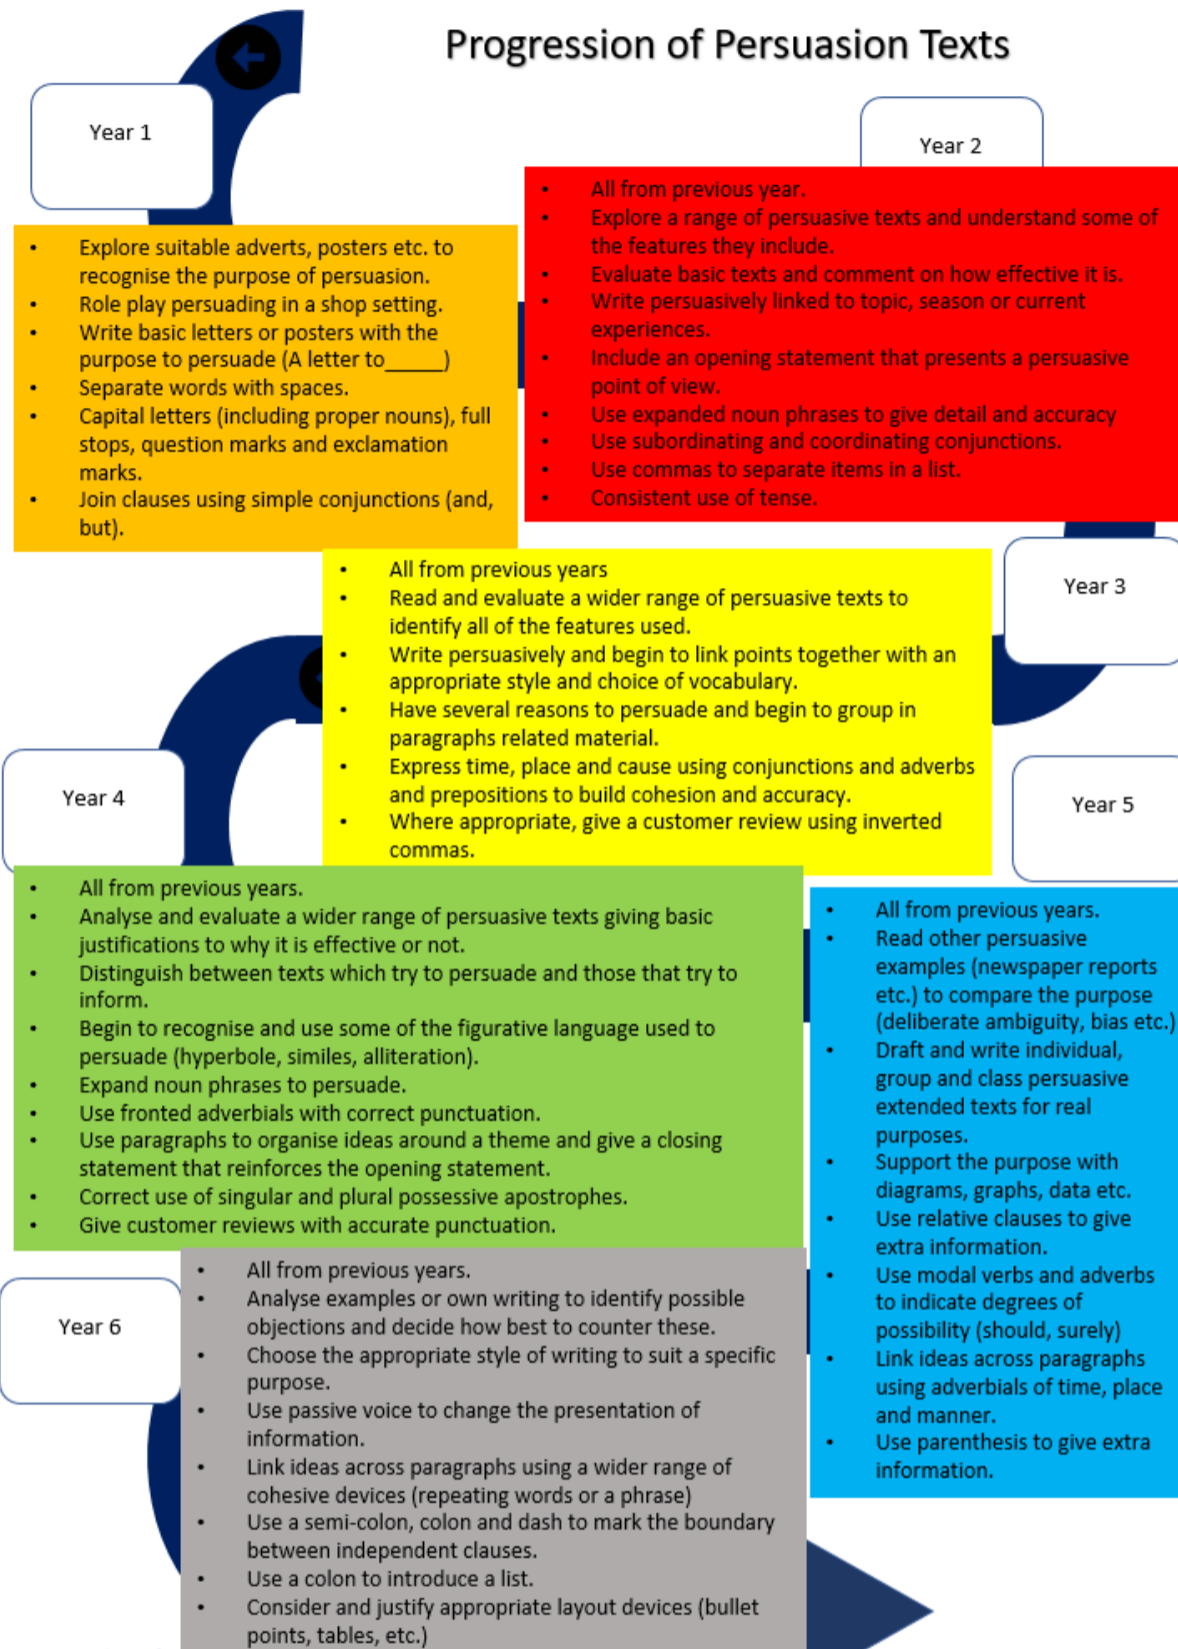 Progression of Persuasion Texts
Year 1
• Explore suitable adverts, posters etc. to
recognise the purpose of persuasion.
• Role play persuading in a shop setting.
• Write basic letters or posters with the
purpose to persuade (A letter to_____)
• Separate words with spaces.
• Capital letters (including proper nouns), full
stops, question marks and exclamation
marks.
• Join clauses using simple conjunctions (and,
but).
Year 2
• All from previous year.
• Explore a range of persuasive texts and understand some of
the features they include.
• Evaluate basic texts and comment on how effective it is.
• Write persuasively linked to topic, season or current
experiences.
• Include an opening statement that presents a persuasive
point of view.
• Use expanded noun phrases to give detail and accuracy
• Use subordinating and coordinating conjunctions.
• Use commas to separate items in a list.
• Consistent use of tense.
Year 3
• All from previous years
• Read and evaluate a wider range of persuasive texts to
identify all of the features used.
• Write persuasively and begin to link points together with an
appropriate style and choice of vocabulary.
• Have several reasons to persuade and begin to group in
paragraphs related material.
• Express time, place and cause using conjunctions and adverbs
and prepositions to build cohesion and accuracy.
• Where appropriate, give a customer review using inverted
commas.
Year 4
• All from previous years.
• Analyse and evaluate a wider range of persuasive texts giving basic
justifications to why it is effective or not.
• Distinguish between texts which try to persuade and those that try to
inform.
• Begin to recognise and use some of the figurative language used to
persuade (hyperbole, similes, alliteration).
• Expand noun phrases to persuade.
• Use fronted adverbials with correct punctuation.
• Use paragraphs to organise ideas around a theme and give a closing
statement that reinforces the opening statement.
• Correct use of singular and plural possessive apostrophes.
• Give customer reviews with accurate punctuation.
Year 5
• All from previous years.
• Read other persuasive
examples (newspaper reports
etc.) to compare the purpose
(deliberate ambiguity, bias etc.)
• Draft and write individual,
group and class persuasive
extended texts for real
purposes.
• Support the purpose with
diagrams, graphs, data etc.
• Use relative clauses to give
extra information.
• Use modal verbs and adverbs
to indicate degrees of
possibility (should, surely)
• Link ideas across paragraphs
using adverbials of time, place
and manner.
• Use parenthesis to give extra
information.
Year 6
• All from previous years.
• Analyse examples or own writing to identify possible
objections and decide how best to counter these.
• Choose the appropriate style of writing to suit a specific
purpose.
• Use passive voice to change the presentation of
information.
• Link ideas across paragraphs using a wider range of
cohesive devices (repeating words or a phrase)
• Use a semi-colon, colon and dash to mark the boundary
between independent clauses.
• Use a colon to introduce a list.
• Consider and justify appropriate layout devices (bullet
points, tables, etc.)